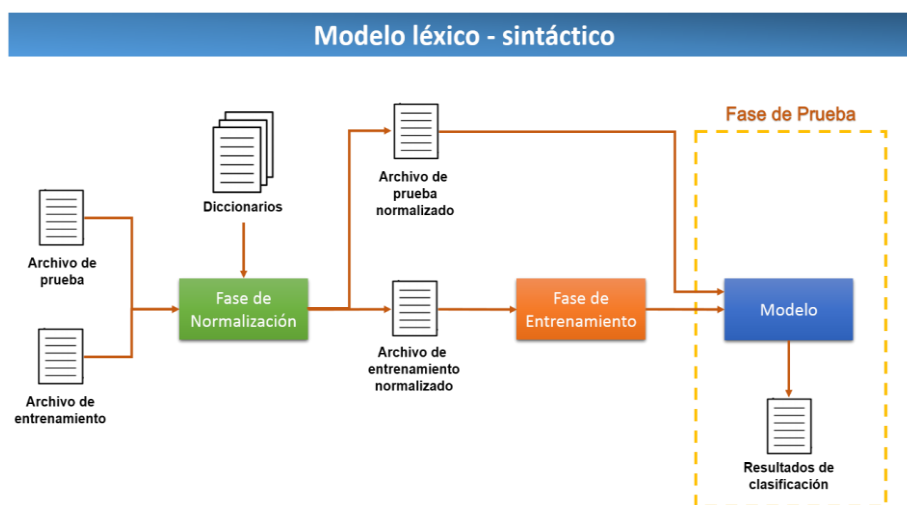 Modelo léxico - sintáctico
Fase de Prueba
Diccionarios
Archivo de
prueba
normalizado
Archivo de
prueba
Fase de
Normalización
Fase de
Entrenamiento
Modelo
Archivo de
entrenamiento
Archivo de
entrenamiento
normalizado
Resultados de
clasificación